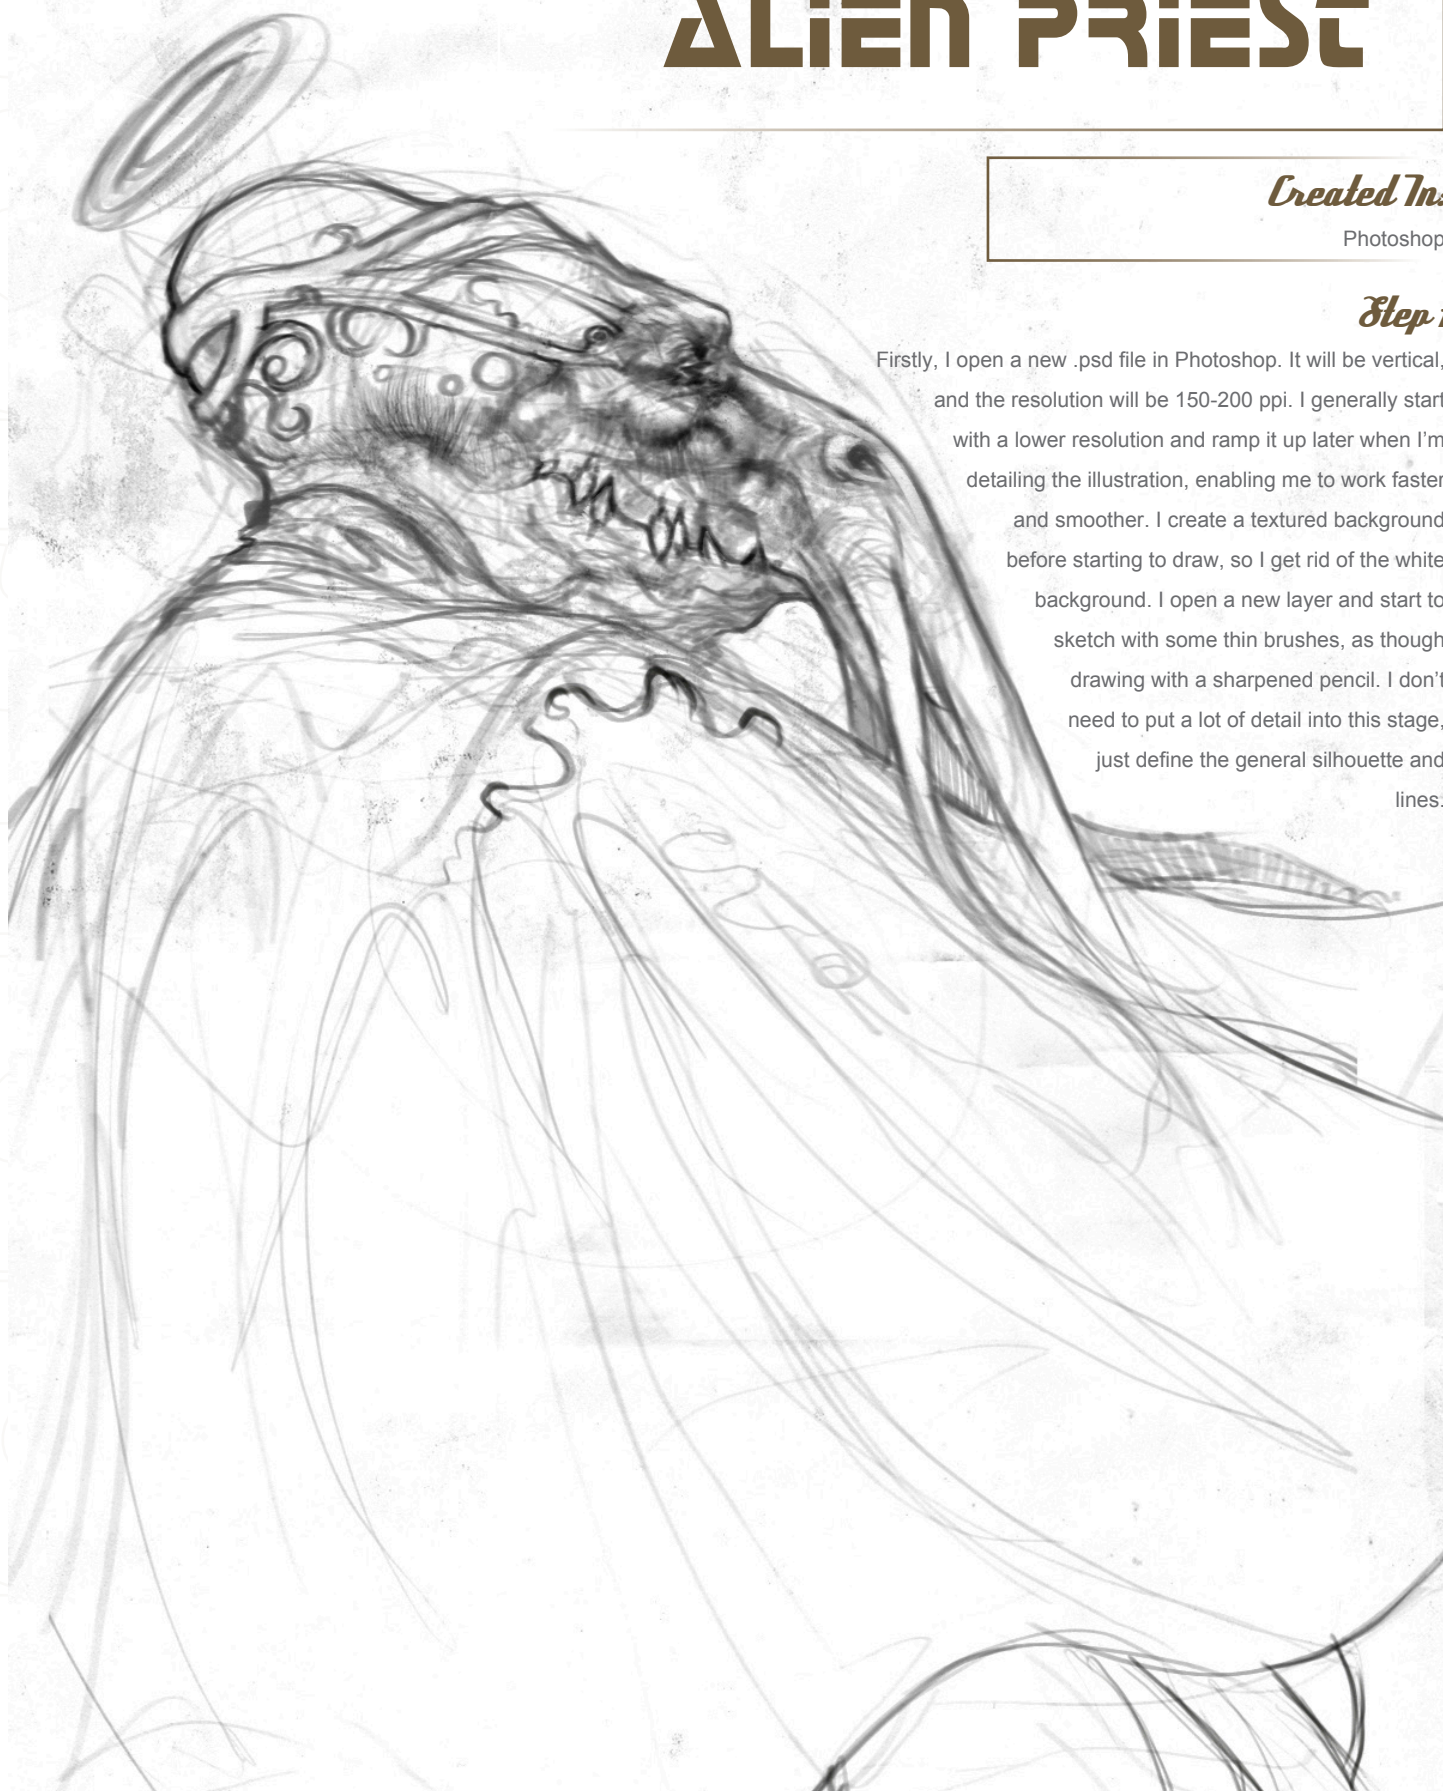 ALiEn PRiESt
Created In:
Photoshop
Step 1
Firstly, I open a new .psd file in Photoshop. It will be vertical,
and the resolution will be 150-200 ppi. I generally start
with a lower resolution and ramp it up later when I'm
detailing the illustration, enabling me to work faster
and smoother. I create a textured background
before starting to draw, so I get rid of the white
background. I open a new layer and start to
sketch with some thin brushes, as though
drawing with a sharpened pencil. I don't
need to put a lot of detail into this stage,
just define the general silhouette and
lines.